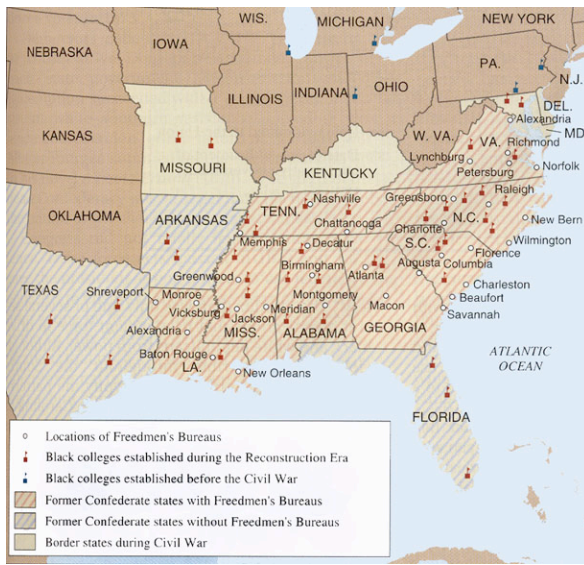 WIS.
MICHIGAN
NEW YORK
NEBRASKA
IOWA
PA.
N.J.
ILLINOIS
INDIANA
OHIO
DEL.
MD
KANSAS
MISSOURI
W. VA.
VA.
Alexandria
Richmond
Lynchburg
Petersburg
Norfolk
KENTUCKY
OKLAHOMA
ARKANSAS
TENN.
Nashville
Greensboro
Raleigh
Chattanooga
N.C.
New Bern
Charlotte
Memphis
Decatur
S.C.
Wilmington
Florence
Greenwood
Birmingham
Atlanta
Augusta
Columbia
TEXAS
Shreveport
Monroe
Montgomery
Charleston
Vicksburg
Meridian
Macon
Beaufort
Jackson
Savannah
Alexandria
MISS.
ALABAMA
GEORGIA
Baton Rouge
LA.
New Orleans
ATLANTIC
OCEAN
FLORIDA
Locations of Freedmen's Bureaus
Black colleges established during the Reconstruction Era
Black colleges established before the Civil War
Former Confederate states with Freedmen's Bureaus
Former Confederate states without Freedmen's Bureaus
Border states during Civil War